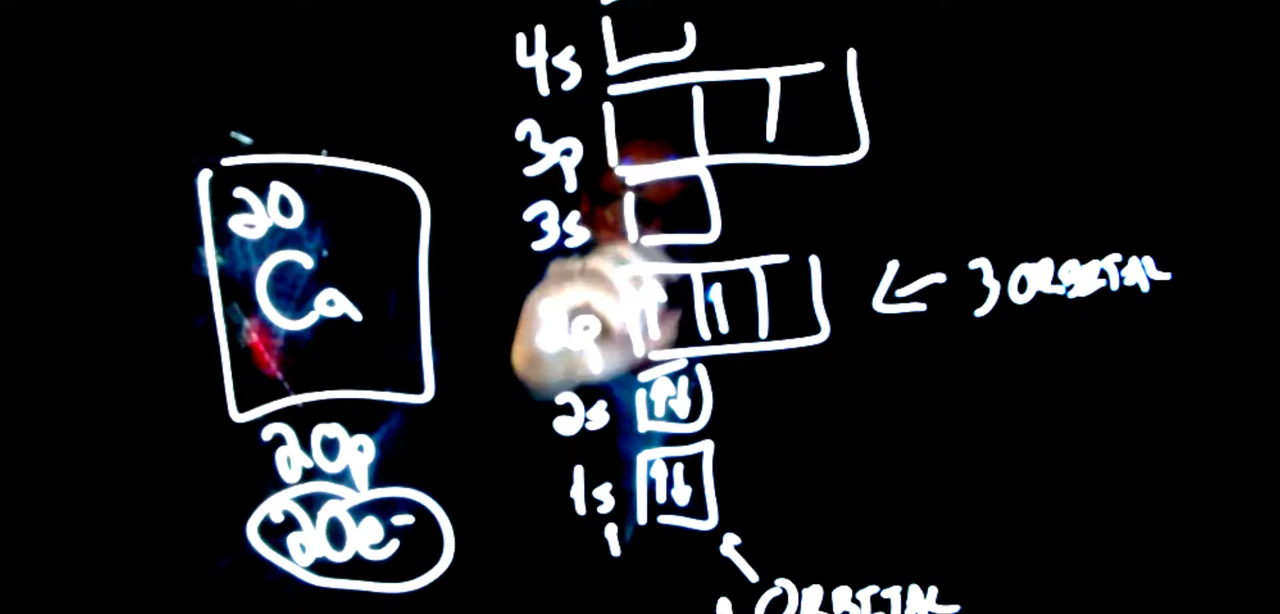 4s
3p
20
Ca
3s
2p
← 3 ORBITAL
2s ↑↓
20p
1s ↑↓
20e-
ORBITAL